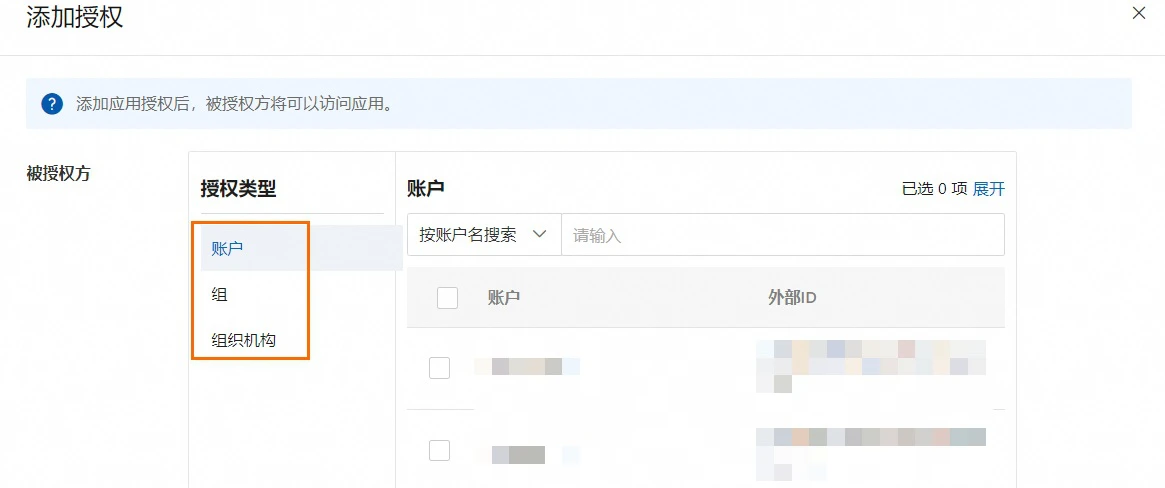 添加授权
添加应用授权后，被授权方将可以访问应用。
被授权方
授权类型
账户
组
组织机构
账户
已选 0 项 展开
按账户名搜索
请输入
账户
外部ID